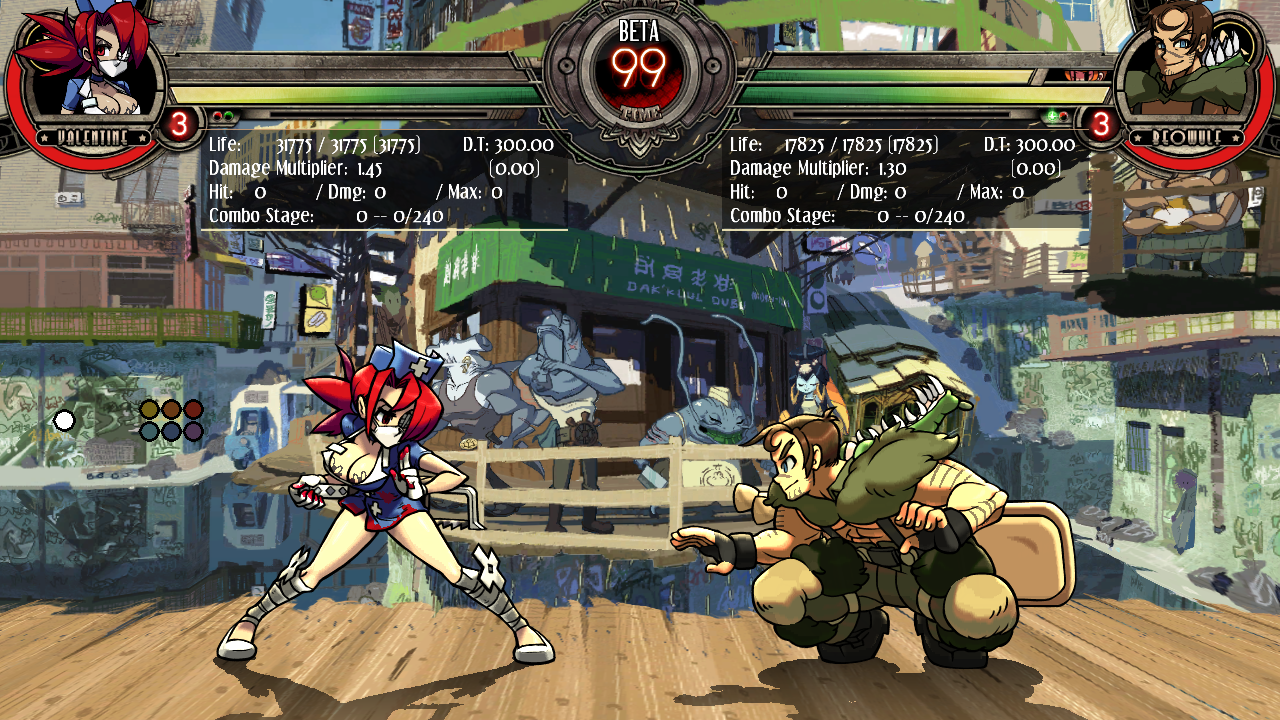 BETA
99
TIME
VALENTINE
3
3
BEOWULF
Life: 31775 / 31775 (31775) D.T: 300.00
Damage Multiplier: 1.45 (0.00)
Hit: 0 / Dmg: 0 / Max: 0
Combo Stage: 0 -- 0/240
Life: 17825 / 17825 (17825) D.T: 300.00
Damage Multiplier: 1.30 (0.00)
Hit: 0 / Dmg: 0 / Max: 0
Combo Stage: 0 -- 0/240
DAK'KULL